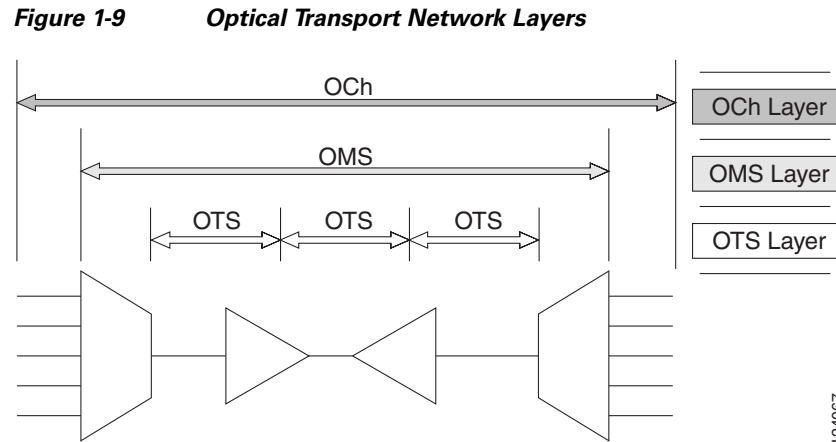 Figure 1-9 Optical Transport Network Layers
OCh
OCh Layer
OMS
OMS Layer
OTS OTS OTS
OTS Layer